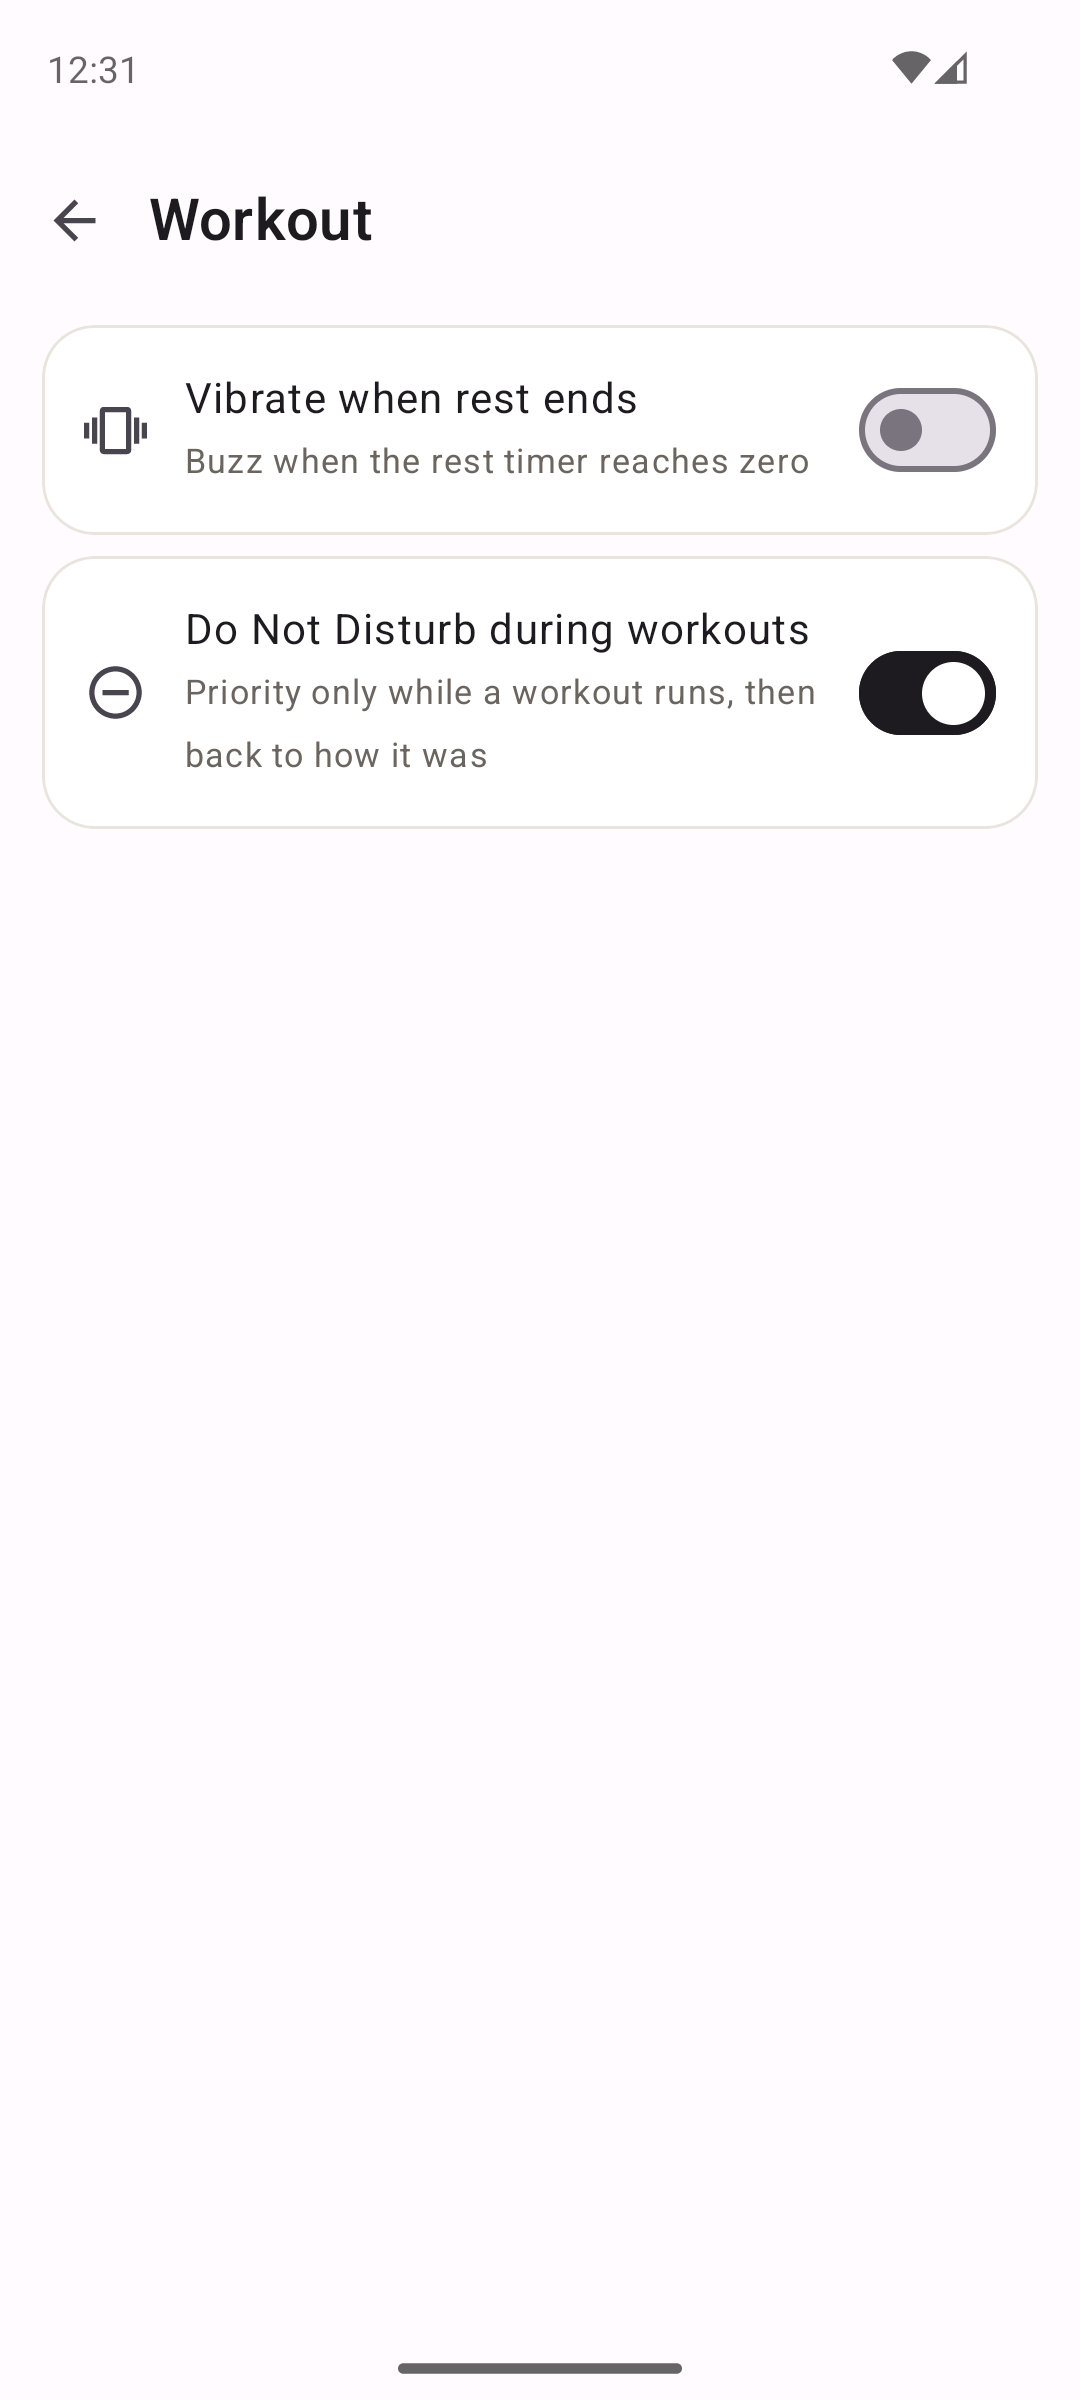 12:31
Workout
Vibrate when rest ends
Buzz when the rest timer reaches zero
Do Not Disturb during workouts
Priority only while a workout runs, then
back to how it was